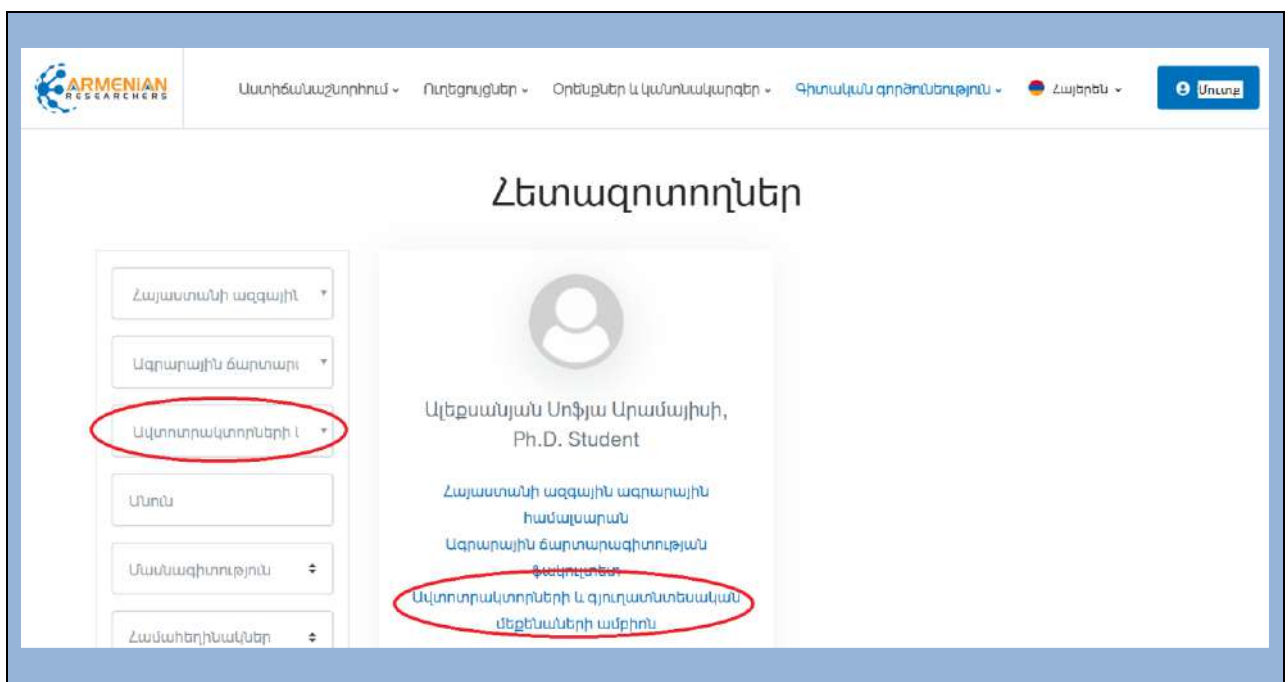 ARMENIAN
RESEARCHERS
Աստիճանաշնորհում Ուղեցույցներ Օրենքներ և կանոնակարգեր Գիտական գործունեություն Հայերեն Մուտք
Հետազոտողներ
Հայաստանի ազգային
Ագրարային ճարտարա
Ավտոտրակտորների և
Անուն
Մասնագիտություն
Համահեղինակներ
Ալեքսանյան Սոֆյա Արամայիսի,
Ph.D. Student
Հայաստանի ազգային ագրարային
համալսարան
Ագրարային ճարտարագիտության
ֆակուլտետ
Ավտոտրակտորների և գյուղատնտեսական
մեքենաների ամբիոն